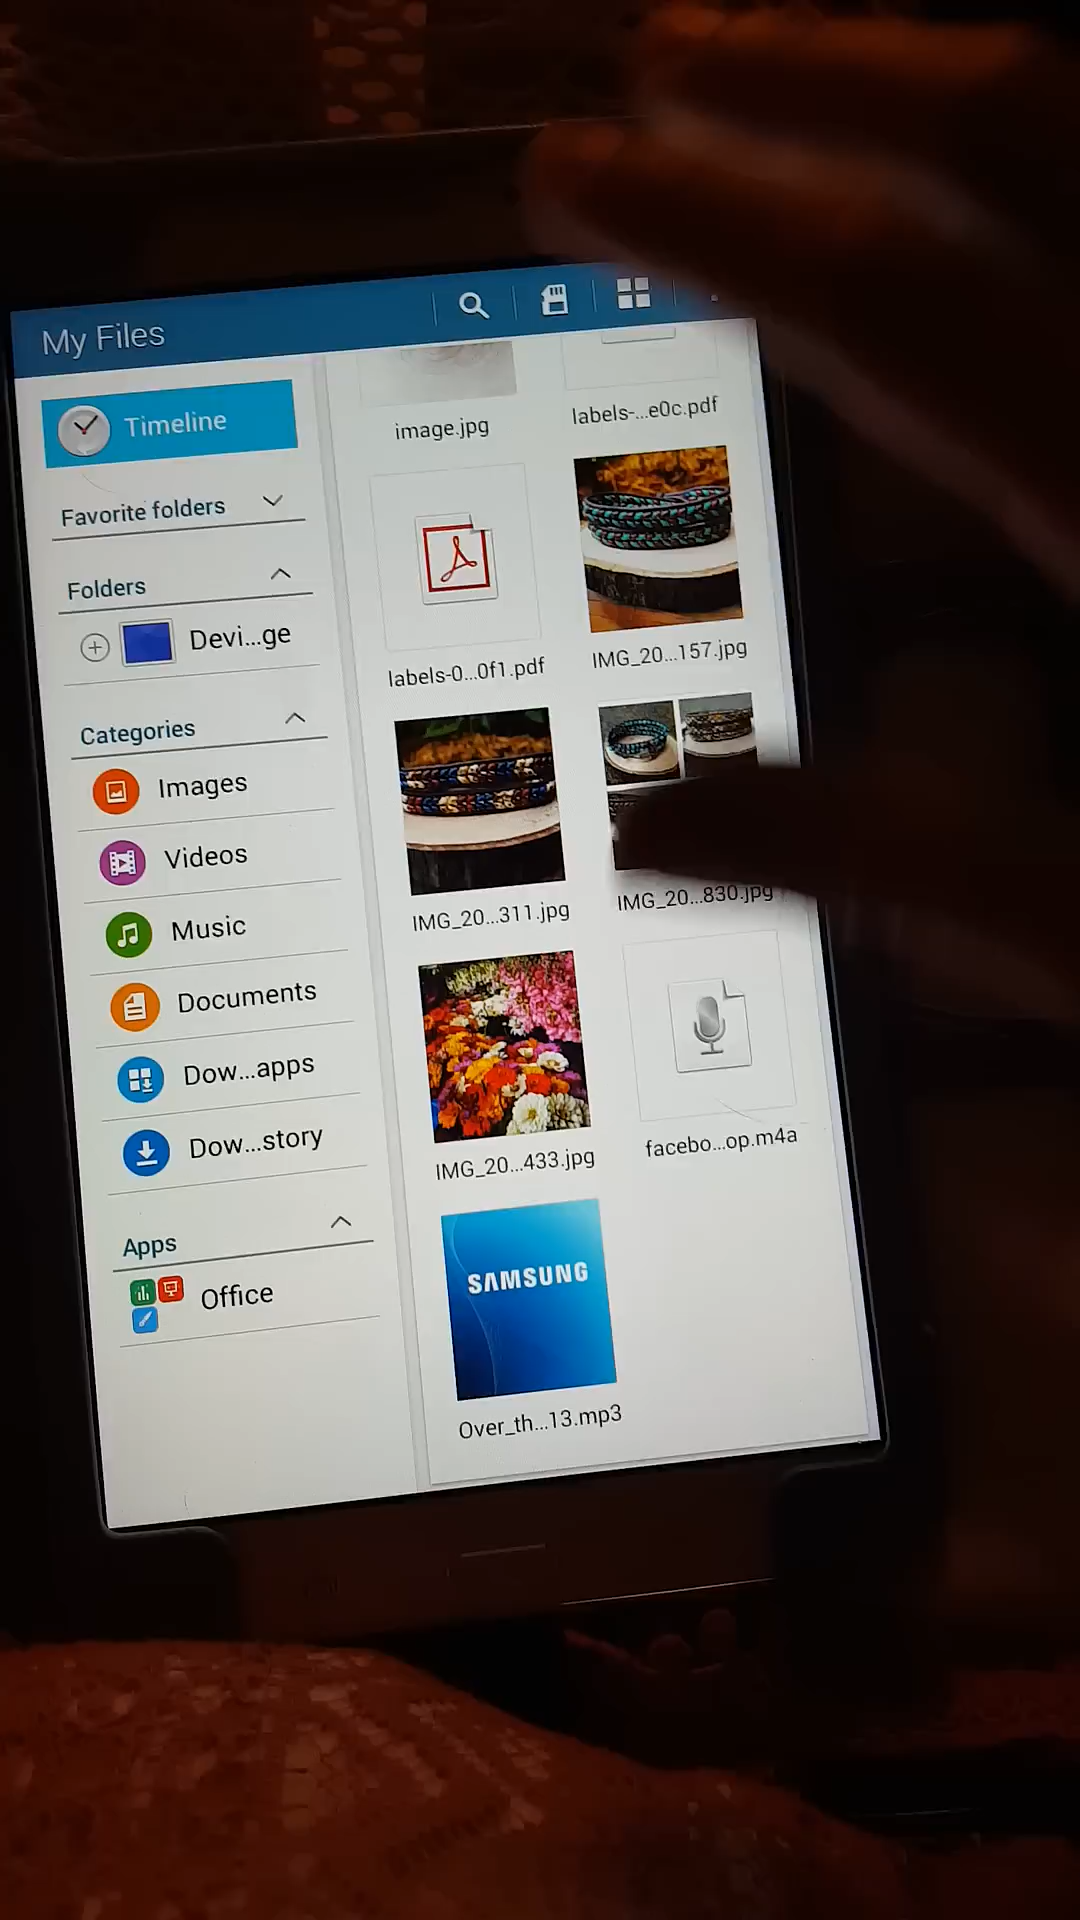 My Files
Timeline
Favorite folders
Folders
Devi...ge
Categories
Images
Videos
Music
Documents
Dow...apps
Dow...story
Apps
Office
image.jpg
labels-...e0c.pdf
labels-0...0f1.pdf
IMG_20...157.jpg
IMG_20...311.jpg
IMG_20...830.jpg
IMG_20...433.jpg
facebo...op.m4a
SAMSUNG
Over_th...13.mp3